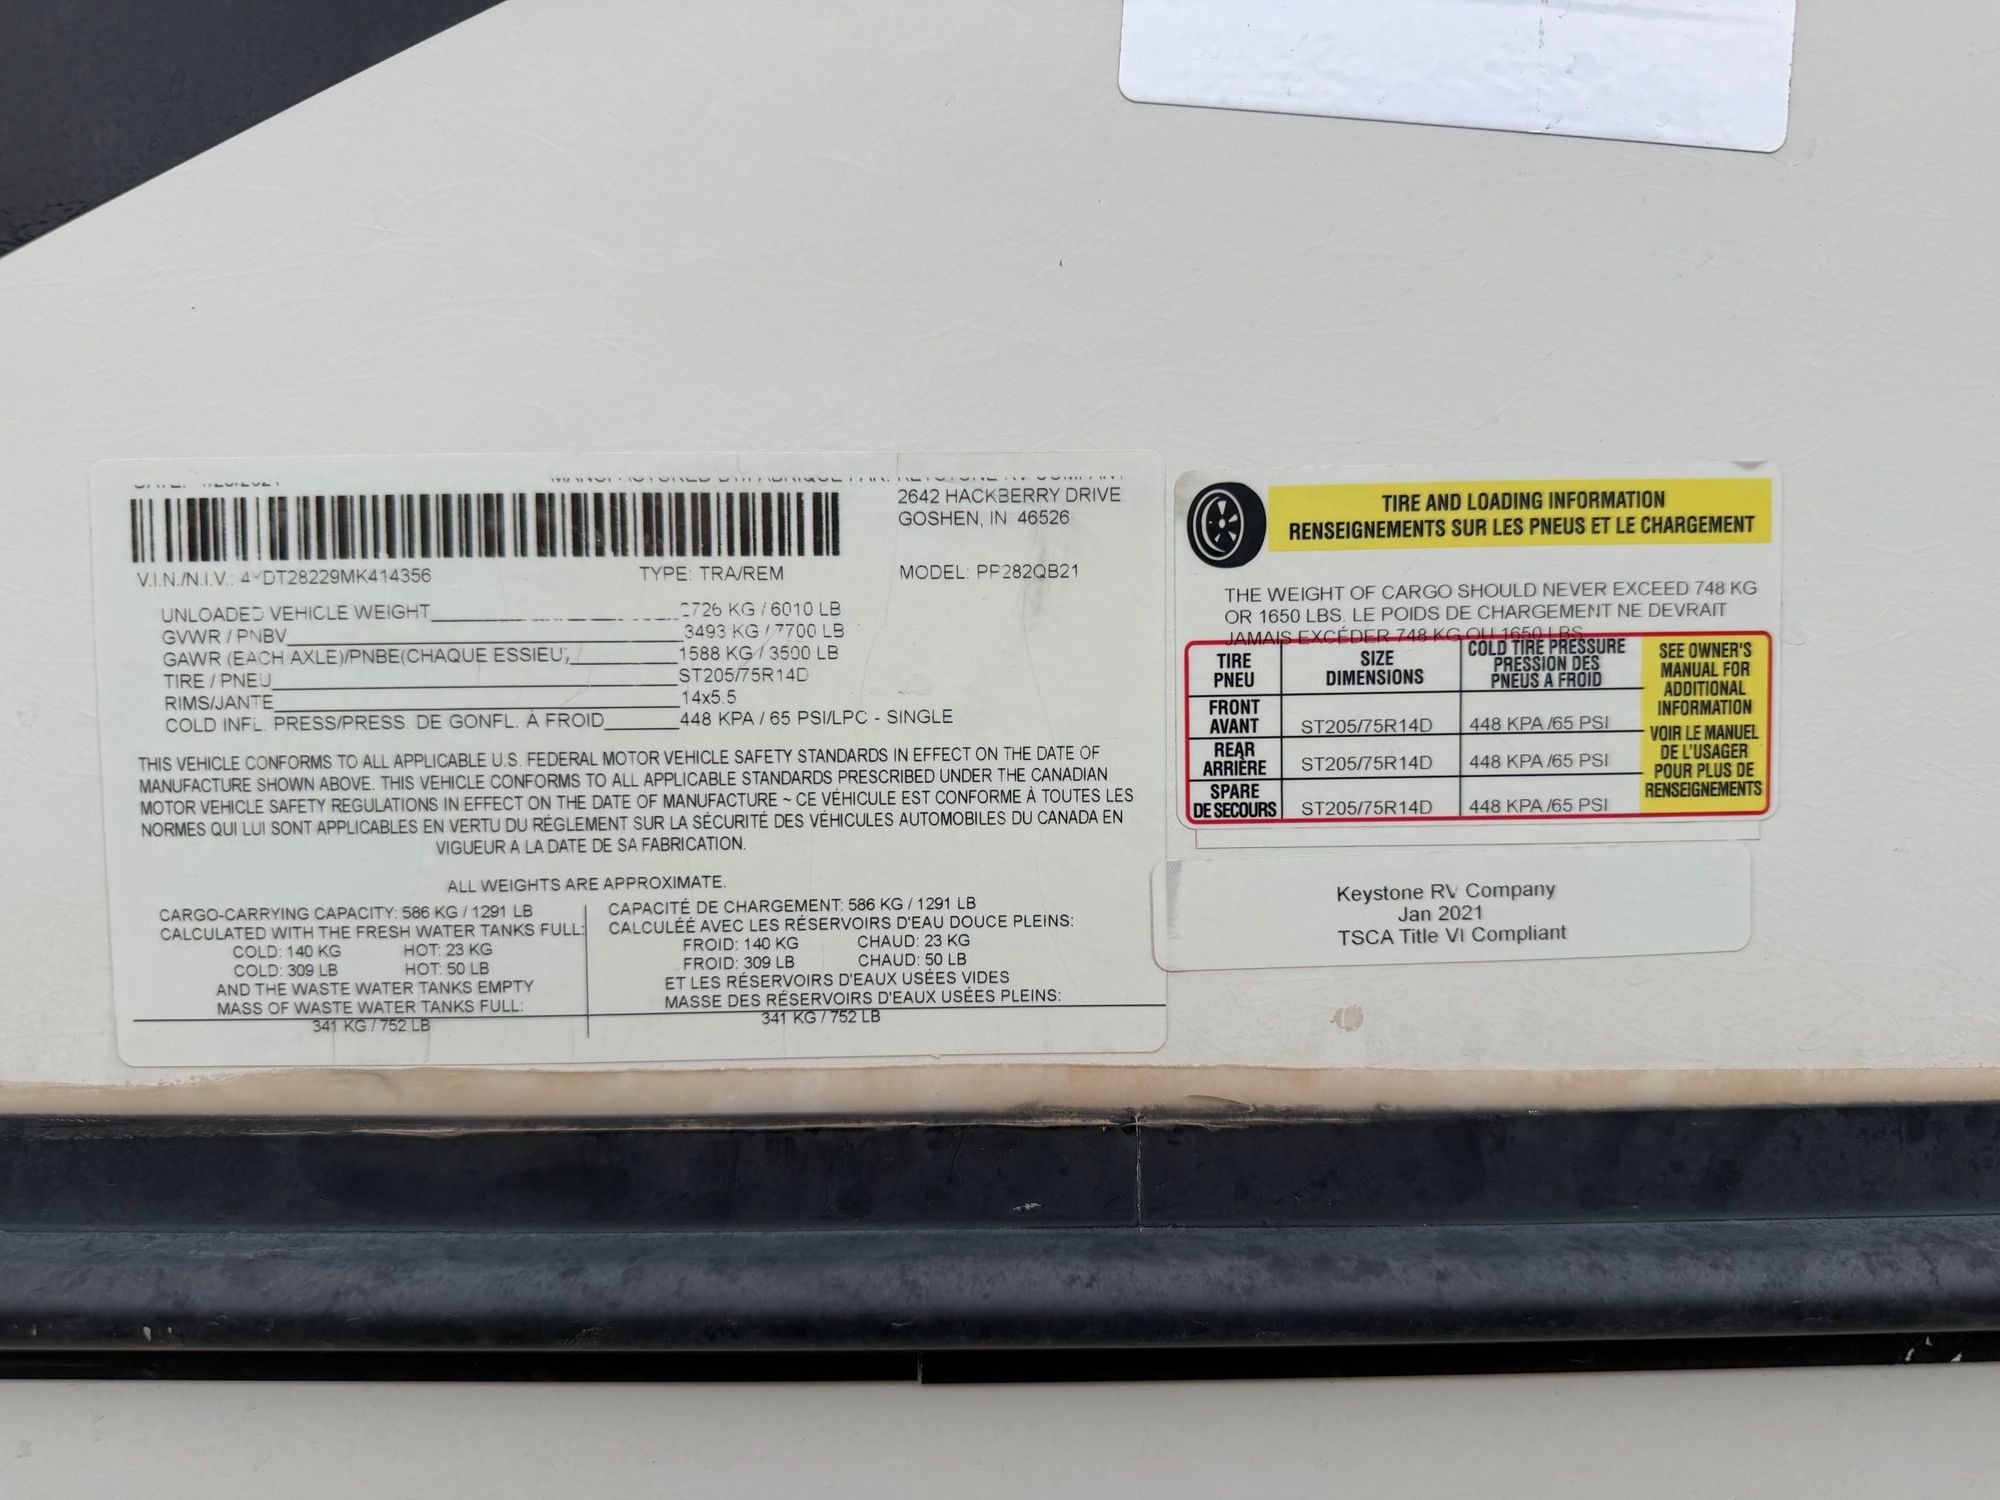 2642 HACKBERRY DRIVE
GOSHEN, IN 46526
V.I.N./N.I.V.: 4YDT28229MK414356 TYPE: TRA/REM MODEL: PP282QB21
UNLOADED VEHICLE WEIGHT 2726 KG / 6010 LB
GVWR / PNBV 3493 KG / 7700 LB
GAWR (EACH AXLE)/PNBE(CHAQUE ESSIEU) 1588 KG / 3500 LB
TIRE / PNEU ST205/75R14D
RIMS/JANTE 14x5.5
COLD INFL. PRESS/PRESS. DE GONFL. À FROID 448 KPA / 65 PSI/LPC - SINGLE
THIS VEHICLE CONFORMS TO ALL APPLICABLE U.S. FEDERAL MOTOR VEHICLE SAFETY STANDARDS IN EFFECT ON THE DATE OF
MANUFACTURE SHOWN ABOVE. THIS VEHICLE CONFORMS TO ALL APPLICABLE STANDARDS PRESCRIBED UNDER THE CANADIAN
MOTOR VEHICLE SAFETY REGULATIONS IN EFFECT ON THE DATE OF MANUFACTURE ~ CE VÉHICULE EST CONFORME À TOUTES LES
NORMES QUI LUI SONT APPLICABLES EN VERTU DU RÉGLEMENT SUR LA SÉCURITÉ DES VÉHICULES AUTOMOBILES DU CANADA EN
VIGUEUR À LA DATE DE SA FABRICATION.
ALL WEIGHTS ARE APPROXIMATE.
CARGO-CARRYING CAPACITY: 586 KG / 1291 LB
CALCULATED WITH THE FRESH WATER TANKS FULL:
COLD: 140 KG HOT: 23 KG
COLD: 309 LB HOT: 50 LB
AND THE WASTE WATER TANKS EMPTY
MASS OF WASTE WATER TANKS FULL:
341 KG / 752 LB
CAPACITÉ DE CHARGEMENT: 586 KG / 1291 LB
CALCULÉÉ AVEC LES RÉSERVOIRS D'EAU DOUCE PLEINS:
FROID: 140 KG CHAUD: 23 KG
FROID: 309 LB CHAUD: 50 LB
ET LES RÉSERVOIRS D'EAUX USÉES VIDES
MASSE DES RÉSERVOIRS D'EAUX USÉES PLEINS:
341 KG / 752 LB
TIRE AND LOADING INFORMATION
RENSEIGNEMENTS SUR LES PNEUS ET LE CHARGEMENT
THE WEIGHT OF CARGO SHOULD NEVER EXCEED 748 KG
OR 1650 LBS. LE POIDS DE CHARGEMENT NE DEVRAIT
JAMAIS EXCÉDER 748 KG OU 1650 LBS
TIRE
PNEU
SIZE
DIMENSIONS
COLD TIRE PRESSURE
PRESSION DES
PNEUS A FROID
FRONT
AVANT
ST205/75R14D 448 KPA /65 PSI
REAR
ARRIÈRE
ST205/75R14D 448 KPA /65 PSI
SPARE
DE SECOURS
ST205/75R14D 448 KPA /65 PSI
SEE OWNER'S
MANUAL FOR
ADDITIONAL
INFORMATION
VOIR LE MANUEL
DE L'USAGER
POUR PLUS DE
RENSEIGNEMENTS
Keystone RV Company
Jan 2021
TSCA Title VI Compliant